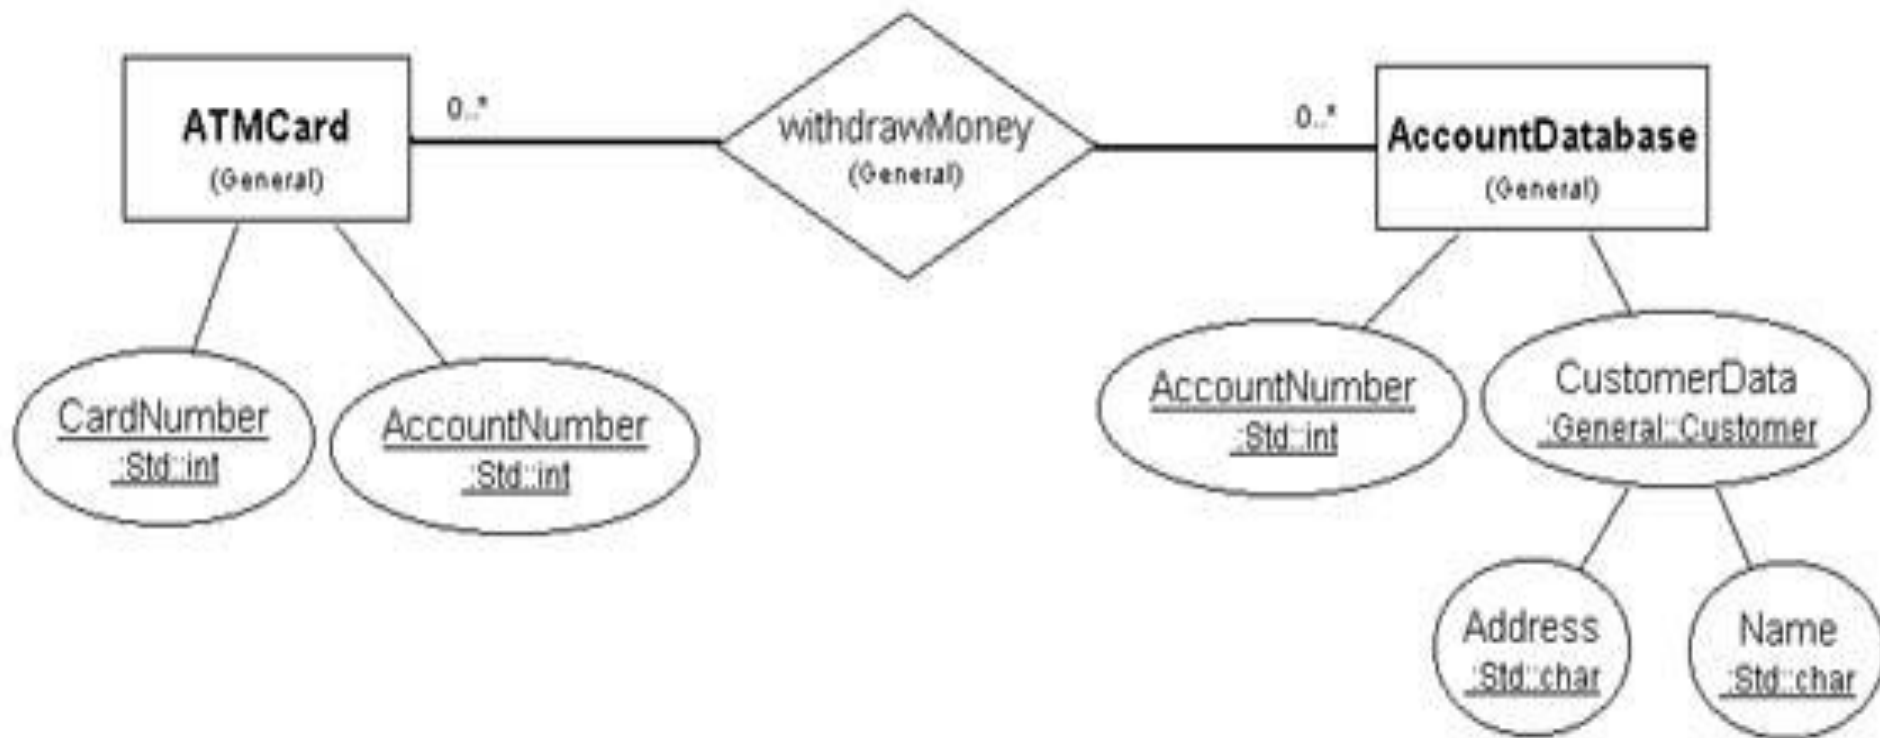 ATMCard
(General)
0..*
withdrawMoney
(General)
0..*
AccountDatabase
(General)
CardNumber
:Std::int
AccountNumber
:Std::int
AccountNumber
:Std::int
CustomerData
:General::Customer
Address
:Std::char
Name
:Std::char